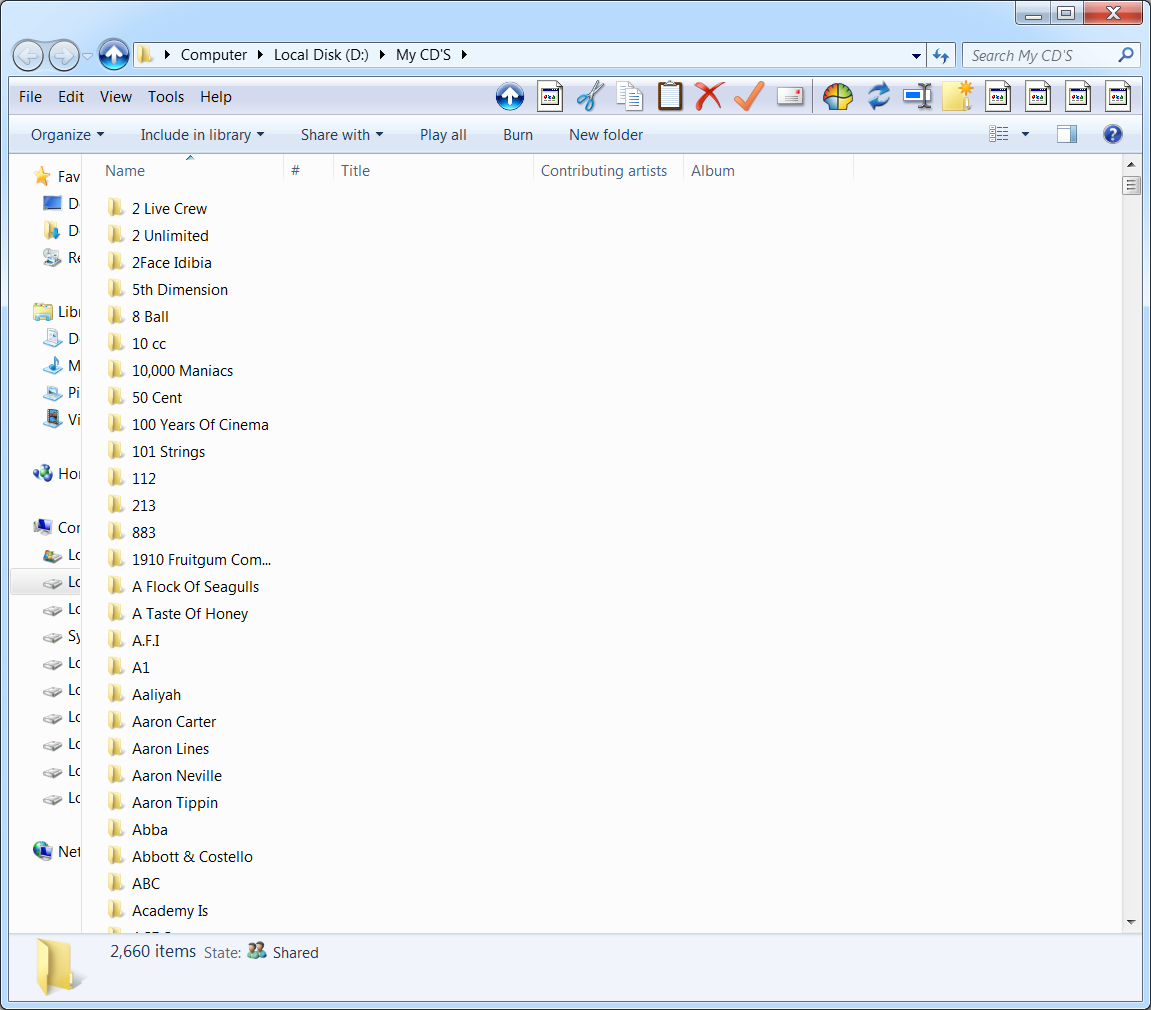 Computer Local Disk (D:) My CD'S Search My CD'S
File Edit View Tools Help
Organize Include in library Share with Play all Burn New folder
Name # Title Contributing artists Album
Fav
D
D
Re
Libr
D
M
Pi
Vi
Ho
Co
Lo
Lo
Lo
Sy
Lo
Lo
Lo
Lo
Lo
Lo
Net
2 Live Crew
2 Unlimited
2Face Idibia
5th Dimension
8 Ball
10 cc
10,000 Maniacs
50 Cent
100 Years Of Cinema
101 Strings
112
213
883
1910 Fruitgum Com...
A Flock Of Seagulls
A Taste Of Honey
A.F.I
A1
Aaliyah
Aaron Carter
Aaron Lines
Aaron Neville
Aaron Tippin
Abba
Abbott & Costello
ABC
Academy Is
2,660 items State: Shared